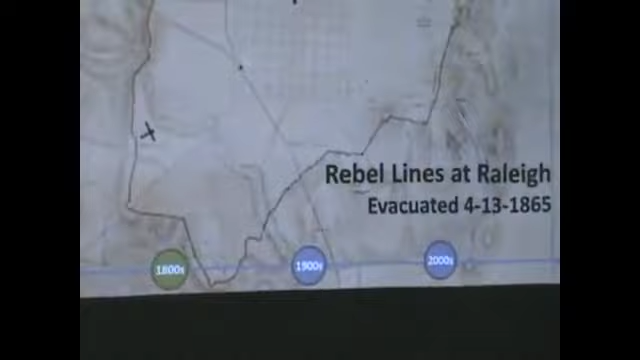 Rebel Lines at Raleigh
Evacuated 4-13-1865
1800s
1900s
2000s